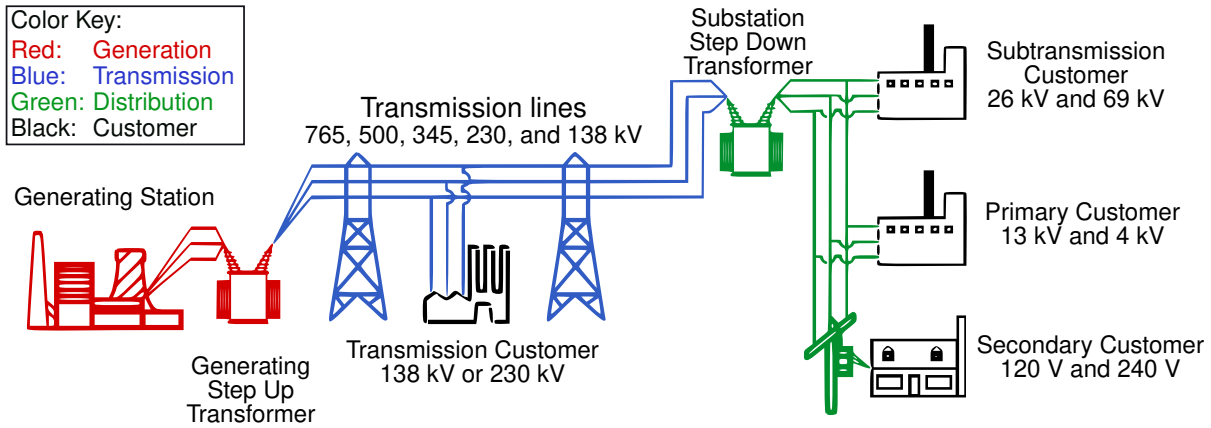 Color Key:
Red: Generation
Blue: Transmission
Green: Distribution
Black: Customer
Generating Station
Generating
Step Up
Transformer
Transmission lines
765, 500, 345, 230, and 138 kV
Transmission Customer
138 kV or 230 kV
Substation
Step Down
Transformer
Subtransmission
Customer
26 kV and 69 kV
Primary Customer
13 kV and 4 kV
Secondary Customer
120 V and 240 V